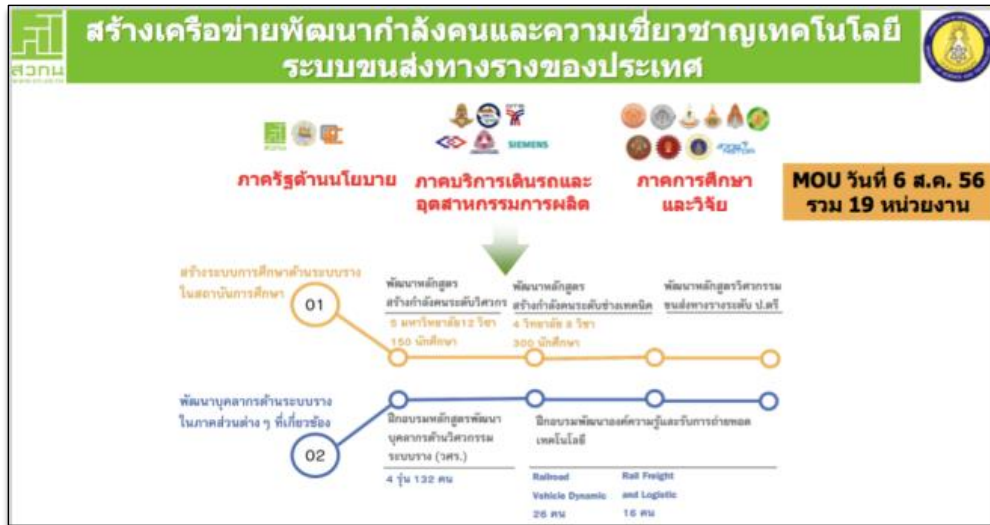 สร้างเครือข่ายพัฒนากำลังคนและความเชี่ยวชาญเทคโนโลยี
ระบบขนส่งทางรางของประเทศ
สวทน
SIEMENS
NSTDA
ภาครัฐด้านนโยบาย
ภาคบริการเดินรถและ
อุตสาหกรรมการผลิต
ภาคการศึกษา
และวิจัย
MOU วันที่ 6 ส.ค. 56
รวม 19 หน่วยงาน
สร้างระบบการศึกษาด้านระบบราง
ในสถาบันการศึกษา
01
พัฒนาหลักสูตร
สร้างกำลังคนระดับวิศวกร
5 มหาวิทยาลัย12 วิชา
150 นักศึกษา
พัฒนาหลักสูตร
สร้างกำลังคนระดับช่างเทคนิค
4 วิทยาลัย 8 วิชา
300 นักศึกษา
พัฒนาหลักสูตรวิศวกรรม
ขนส่งทางรางระดับ ป.ตรี
พัฒนาบุคลากรด้านระบบราง
ในภาคส่วนต่าง ๆ ที่เกี่ยวข้อง
02
ฝึกอบรมหลักสูตรพัฒนา
บุคลากรด้านวิศวกรรม
ระบบราง (วศร.)
4 รุ่น 132 คน
ฝึกอบรมพัฒนาองค์ความรู้และรับการถ่ายทอด
เทคโนโลยี
Railroad
Vehicle Dynamic
26 คน
Rail Freight
and Logistic
16 คน